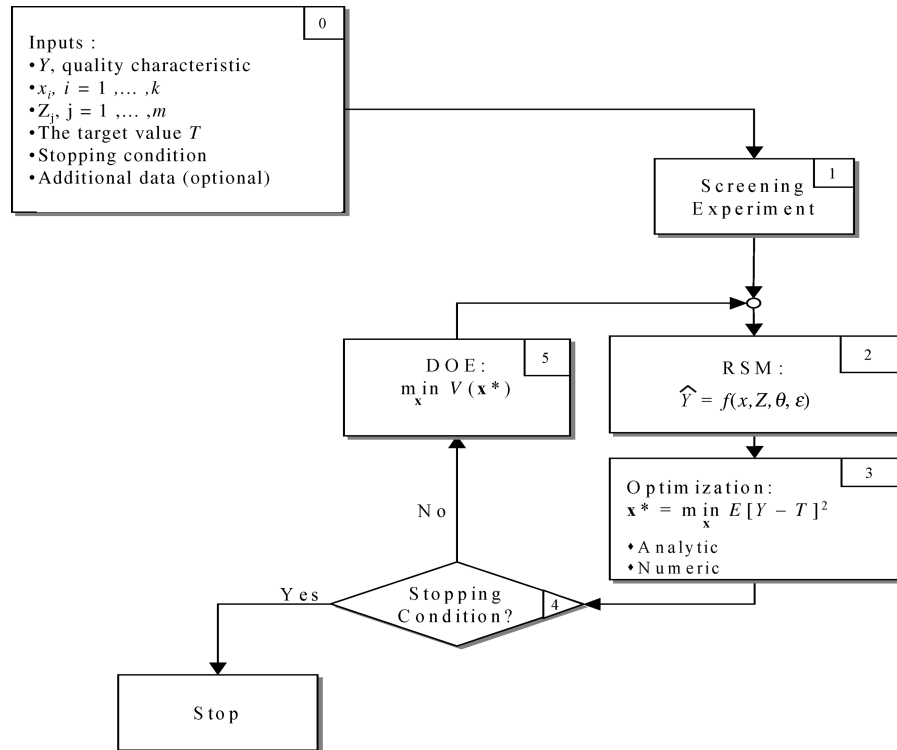 0
Inputs :
•Y, quality characteristic
•xᵢ, i = 1 ,… ,k
•Zⱼ, j = 1 ,… ,m
•The target value T
•Stopping condition
•Additional data (optional)
1
Screening
Experiment
2
RSM:
Ŷ = f(x, Z, θ, ε)
3
Optimization:
x* = min E[Y – T]²
x
♦Analytic
♦Numeric
4
Stopping
Condition?
No
5
DOE:
min V(x*)
x
Yes
Stop